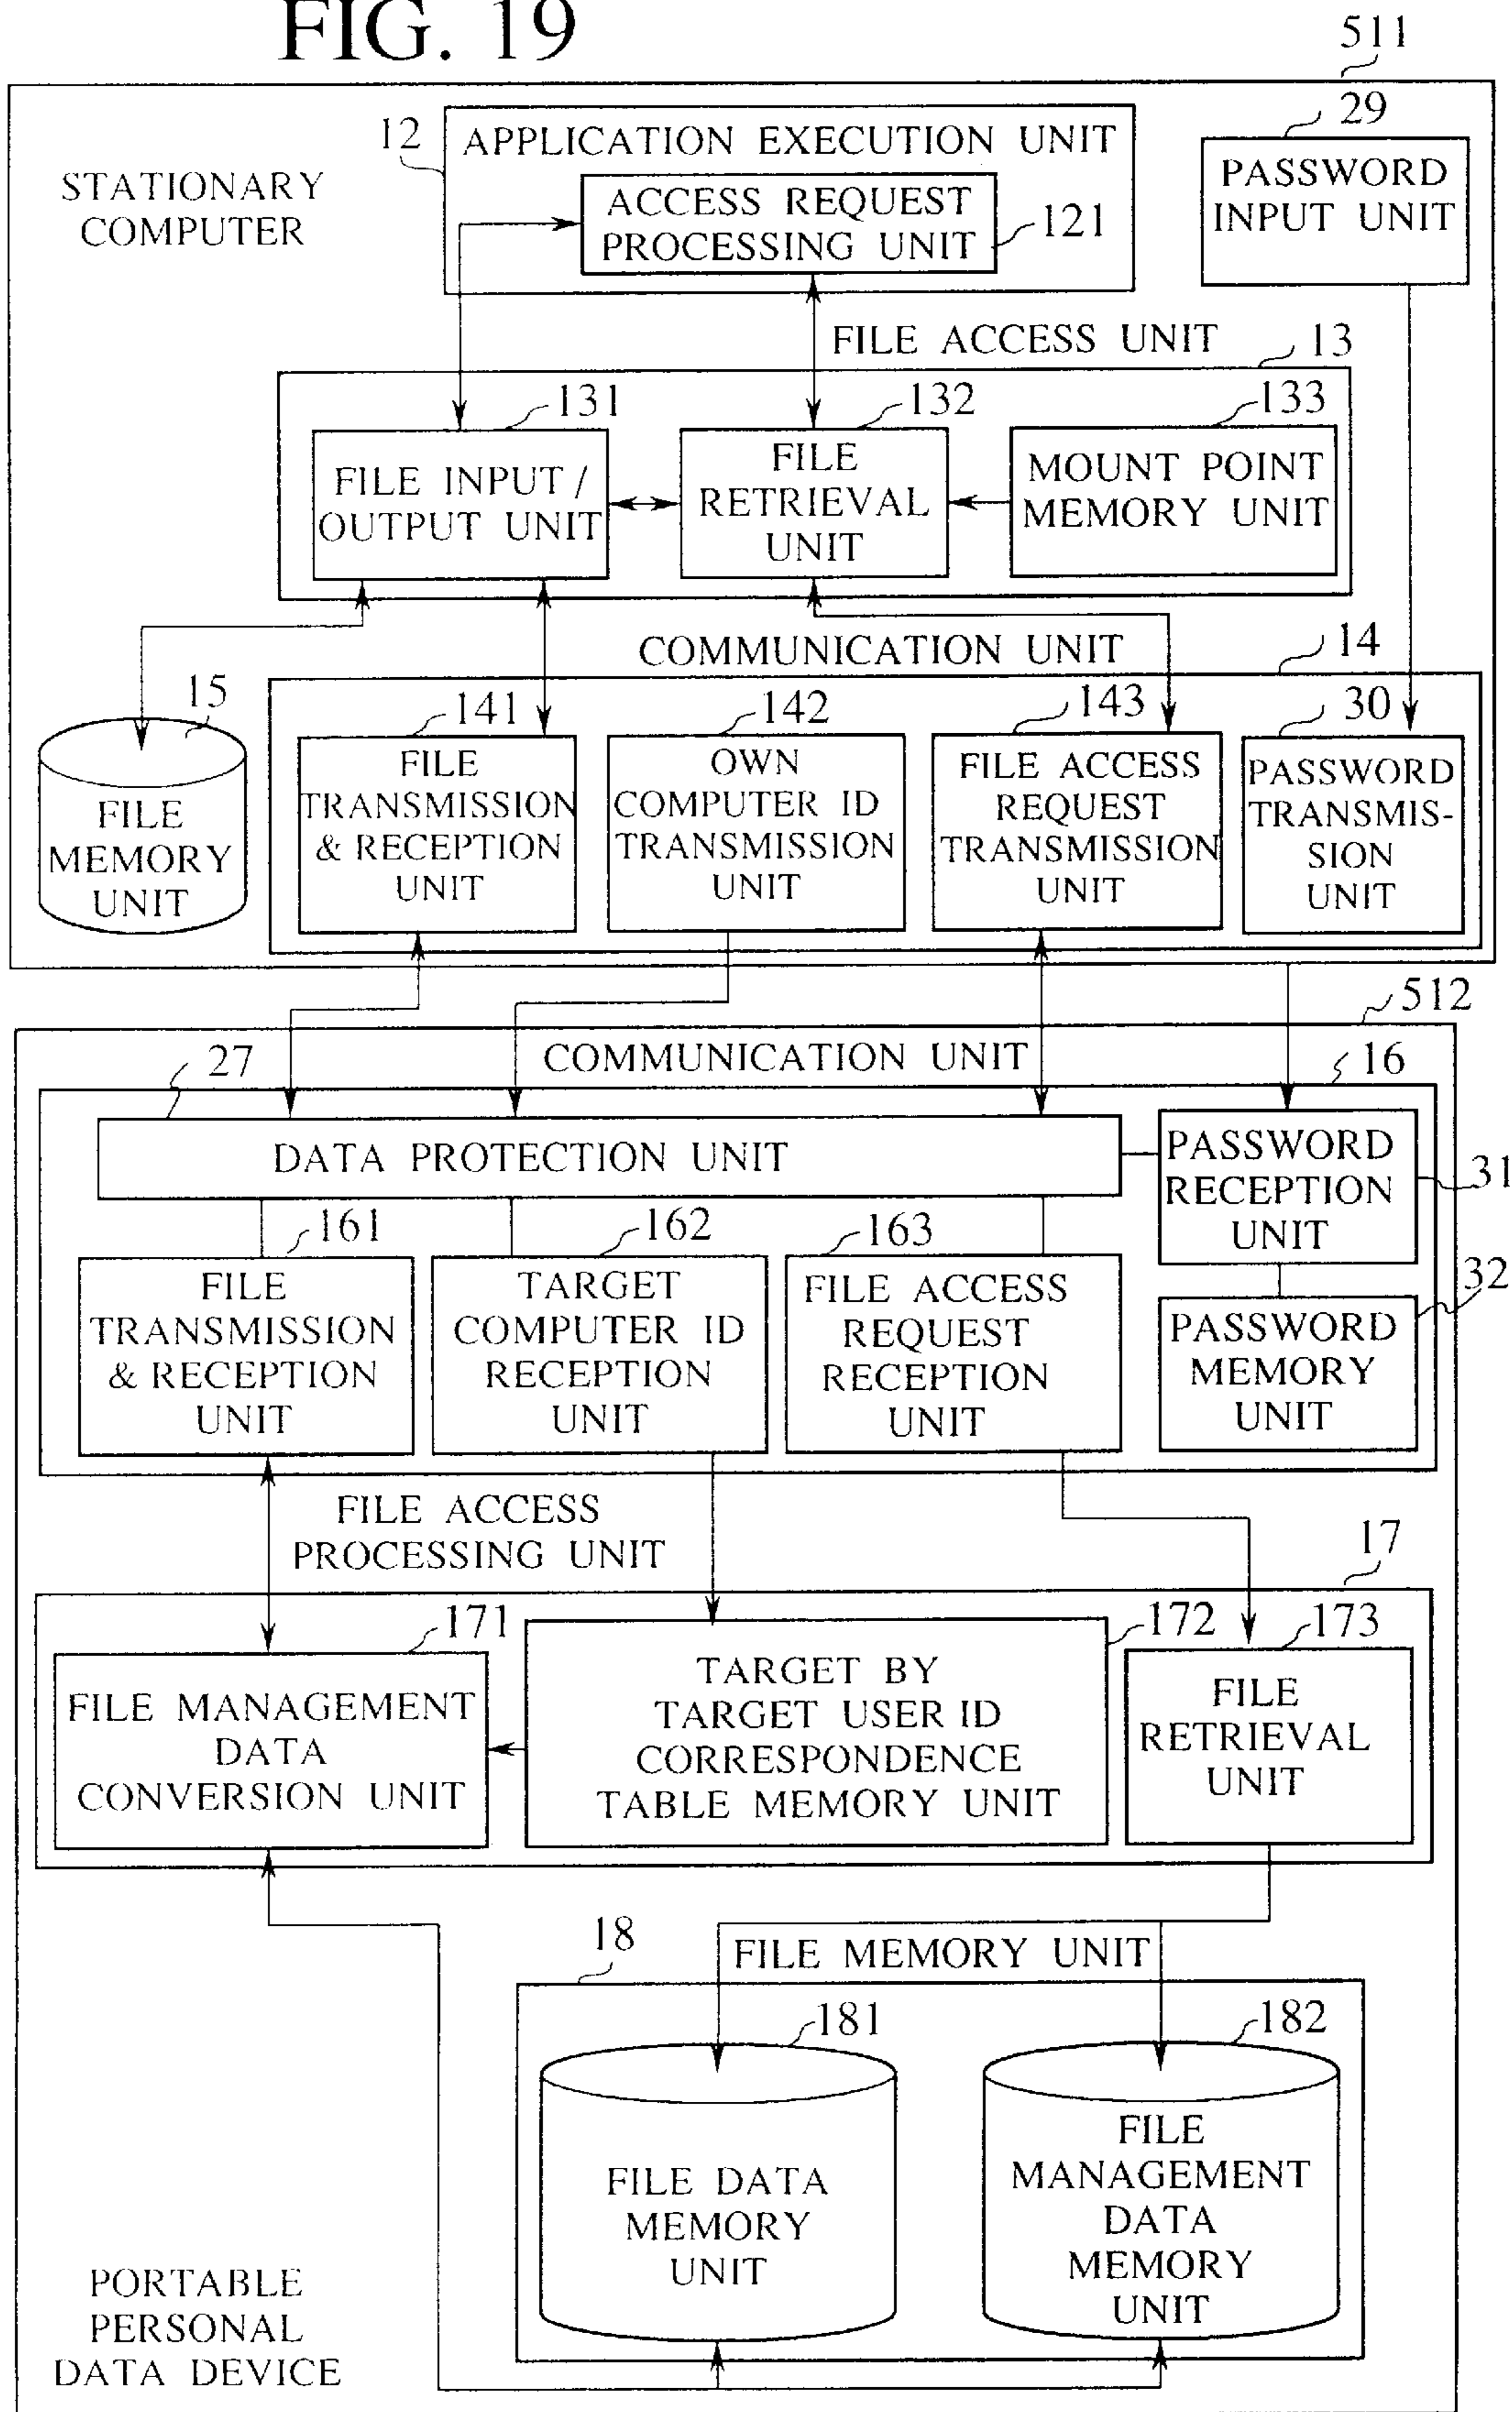 FIG. 19
511
12
APPLICATION EXECUTION UNIT
29
STATIONARY
COMPUTER
ACCESS REQUEST
PROCESSING UNIT
121
PASSWORD
INPUT UNIT
FILE ACCESS UNIT
13
131
132
133
FILE INPUT /
OUTPUT UNIT
FILE
RETRIEVAL
UNIT
MOUNT POINT
MEMORY UNIT
COMMUNICATION UNIT
14
15
141
142
143
30
FILE
MEMORY
UNIT
FILE
TRANSMISSION
& RECEPTION
UNIT
OWN
COMPUTER ID
TRANSMISSION
UNIT
FILE ACCESS
REQUEST
TRANSMISSION
UNIT
PASSWORD
TRANSMIS-
SION
UNIT
512
27
COMMUNICATION UNIT
16
DATA PROTECTION UNIT
PASSWORD
RECEPTION
UNIT
31
161
162
163
FILE
TRANSMISSION
& RECEPTION
UNIT
TARGET
COMPUTER ID
RECEPTION
UNIT
FILE ACCESS
REQUEST
RECEPTION
UNIT
32
PASSWORD
MEMORY
UNIT
FILE ACCESS
PROCESSING UNIT
17
171
172
173
FILE MANAGEMENT
DATA
CONVERSION UNIT
TARGET BY
TARGET USER ID
CORRESPONDENCE
TABLE MEMORY UNIT
FILE
RETRIEVAL
UNIT
18
FILE MEMORY UNIT
181
182
FILE DATA
MEMORY
UNIT
FILE
MANAGEMENT
DATA
MEMORY
UNIT
PORTABLE
PERSONAL
DATA DEVICE